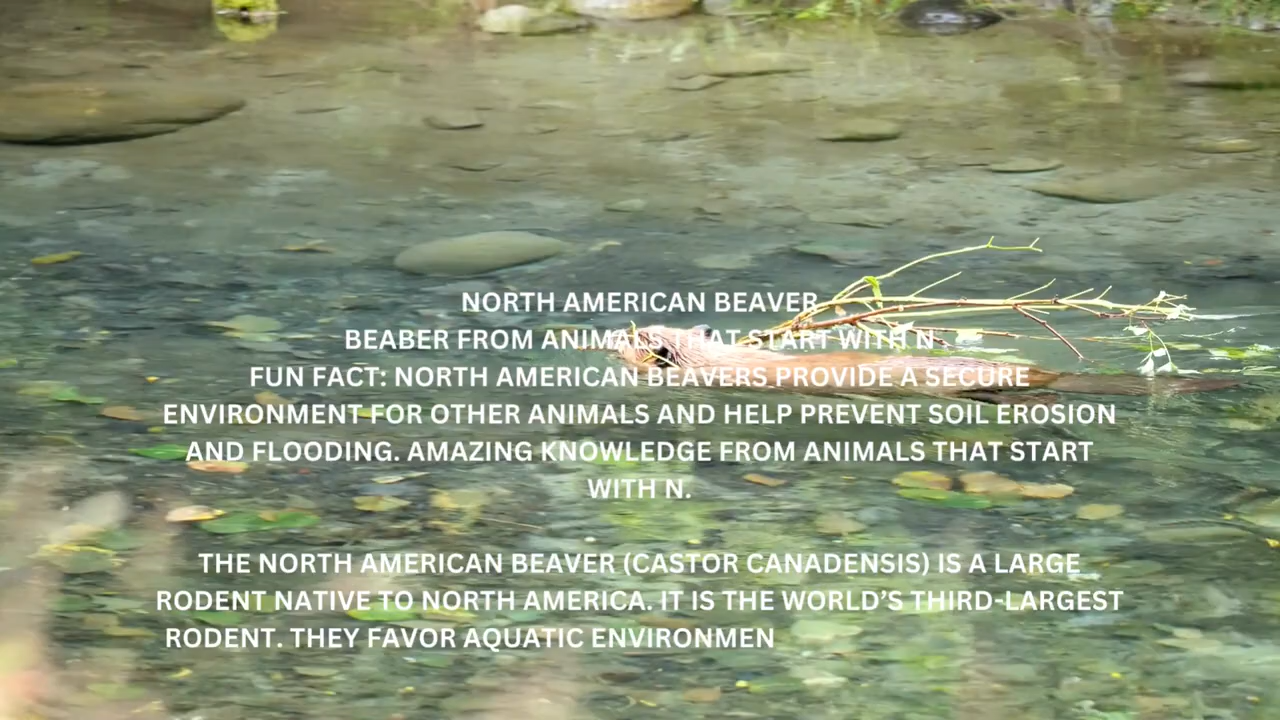 NORTH AMERICAN BEAVER
BEABER FROM ANIMALS THAT START WITH N
FUN FACT: NORTH AMERICAN BEAVERS PROVIDE A SECURE
ENVIRONMENT FOR OTHER ANIMALS AND HELP PREVENT SOIL EROSION
AND FLOODING. AMAZING KNOWLEDGE FROM ANIMALS THAT START
WITH N.
THE NORTH AMERICAN BEAVER (CASTOR CANADENSIS) IS A LARGE
RODENT NATIVE TO NORTH AMERICA. IT IS THE WORLD’S THIRD-LARGEST
RODENT. THEY FAVOR AQUATIC ENVIRONMEN